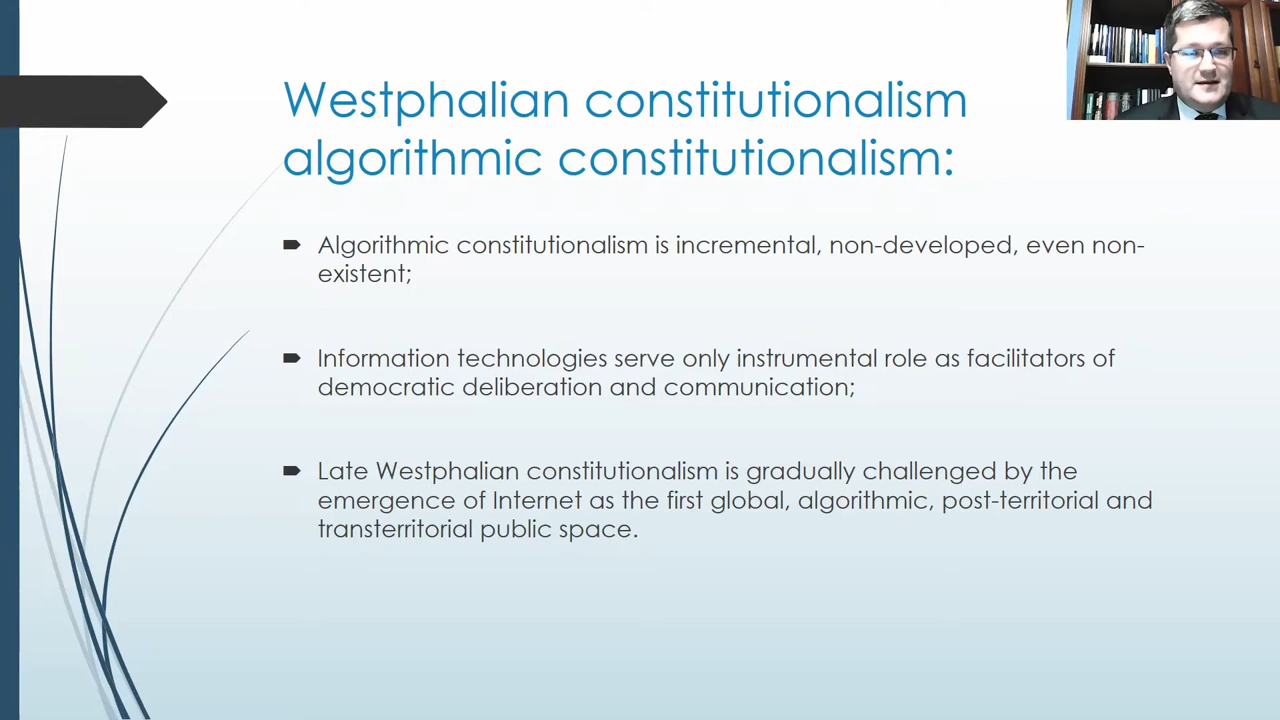 Westphalian constitutionalism
algorithmic constitutionalism:
Algorithmic constitutionalism is incremental, non-developed, even non-
existent;
Information technologies serve only instrumental role as facilitators of
democratic deliberation and communication;
Late Westphalian constitutionalism is gradually challenged by the
emergence of Internet as the first global, algorithmic, post-territorial and
transterritorial public space.